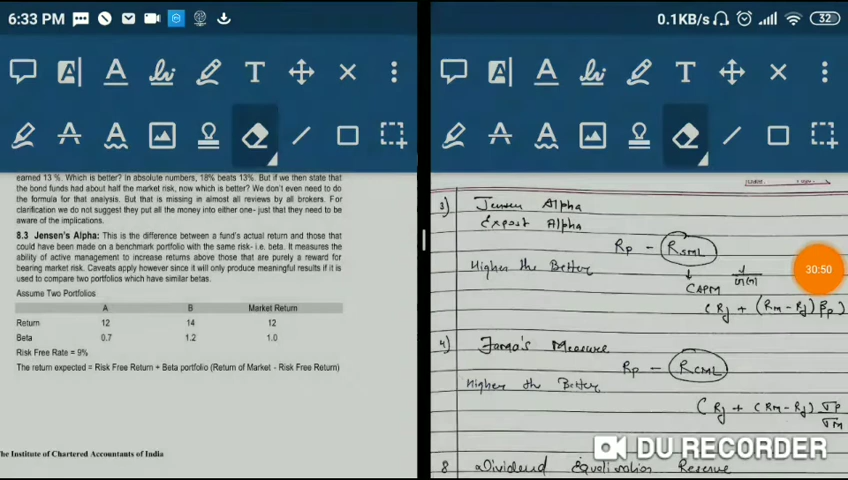 6:33 PM
0.1KB/s
32
earned 13 %. Which is better? In absolute numbers, 18% beats 13%. But if we then state that
the bond funds had about half the market risk, now which is better? We don't even need to do
the formula for that analysis. But that is missing in almost all reviews by all brokers. For
clarification we do not suggest they put all the money into either one- just that they need to be
aware of the implications.
8.3 Jensen's Alpha: This is the difference between a fund's actual return and those that
could have been made on a benchmark portfolio with the same risk- i.e. beta. It measures the
ability of active management to increase returns above those that are purely a reward for
bearing market risk. Caveats apply however since it will only produce meaningful results if it is
used to compare two portfolios which have similar betas.
Assume Two Portfolios
A B Market Return
Return 12 14 12
Beta 0.7 1.2 1.0
Risk Free Rate = 9%
The return expected = Risk Free Return + Beta portfolio (Return of Market - Risk Free Return)
he Institute of Chartered Accountants of India
3) Jensen Alpha
Expost Alpha
Rp - RSML
Higher the Better
CAPM
(Rf + (Rm - Rf) βp)
30:50
4) Fama's Measure
Rp - RCML
Higher the Better
(Rf + (Rm - Rf) σp
σm
DU RECORDER
8 Dividend Equalisation Reserve